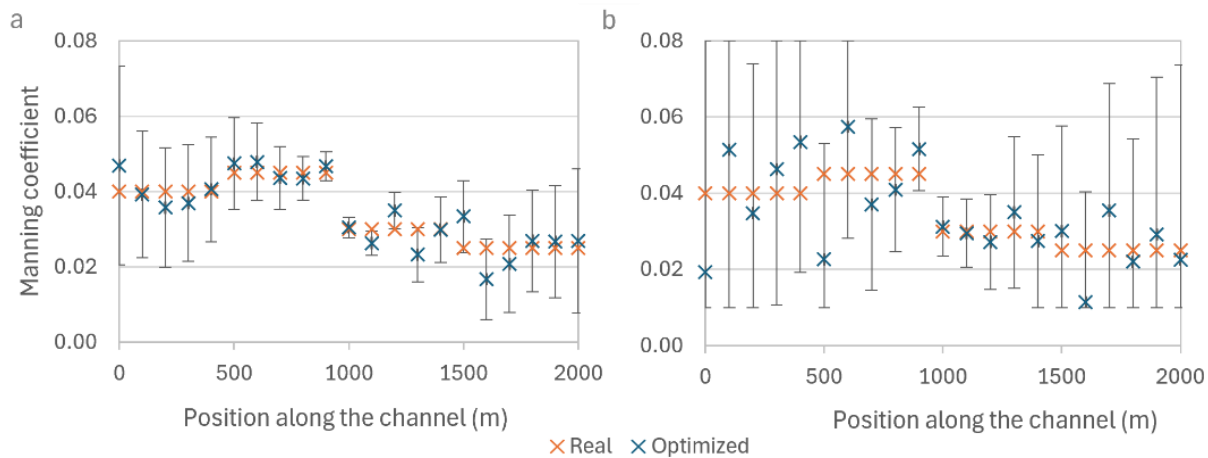 a
b
Manning coefficient
0.08
0.06
0.04
0.02
0.00
0 500 1000 1500 2000
Position along the channel (m)
0.08
0.06
0.04
0.02
0.00
0 500 1000 1500 2000
Position along the channel (m)
Real Optimized